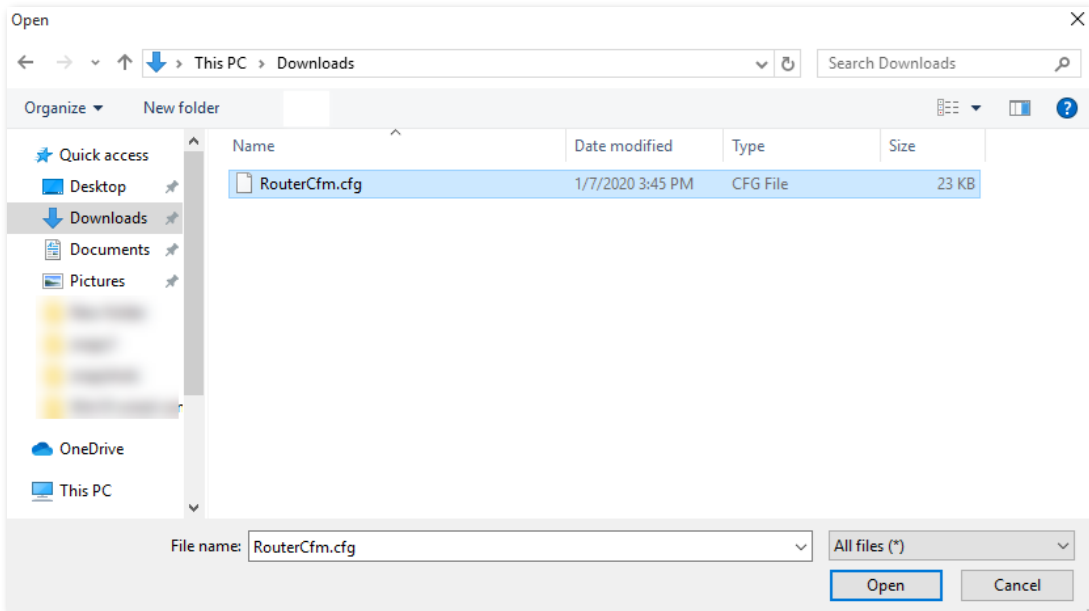 Open
This PC > Downloads
Search Downloads
Organize
New folder
Name
Date modified
Type
Size
Quick access
Desktop
Downloads
Documents
Pictures
OneDrive
This PC
RouterCfm.cfg
1/7/2020 3:45 PM
CFG File
23 KB
File name:
RouterCfm.cfg
All files (*)
Open
Cancel